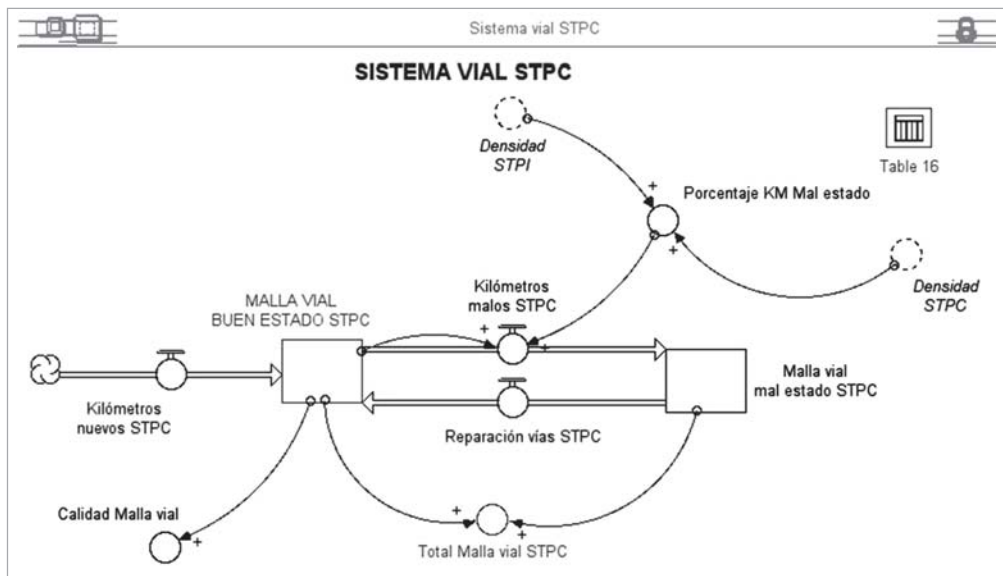 Sistema vial STPC
SISTEMA VIAL STPC
Densidad
STPI
Table 16
Porcentaje KM Mal estado
Densidad
STPC
Kilómetros
malos STPC
MALLA VIAL
BUEN ESTADO STPC
Malla vial
mal estado STPC
Kilómetros
nuevos STPC
Reparación vías STPC
Calidad Malla vial
Total Malla vial STPC